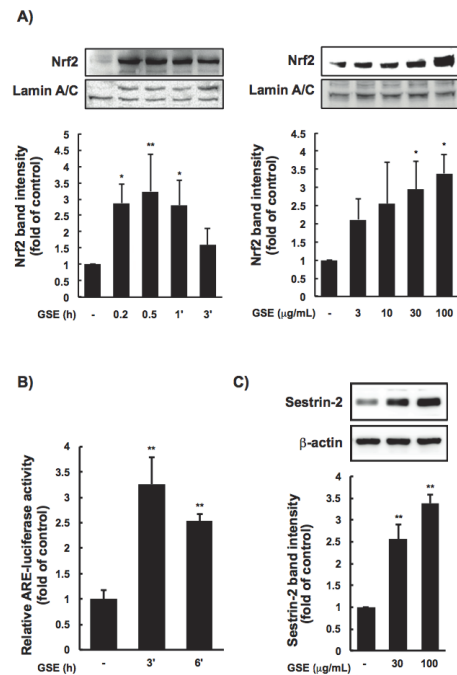 A)
Nrf2
Lamin A/C
Nrf2 band intensity
(fold of control)
5
4.5
4
3.5
3
2.5
2
1.5
1
0.5
0
*
**
*
GSE (h) - 0.2 0.5 1' 3'
Nrf2
Lamin A/C
Nrf2 band intensity
(fold of control)
4.5
4
3.5
3
2.5
2
1.5
1
0.5
0
*
*
GSE (μg/mL) - 3 10 30 100
B)
Relative ARE-luciferase activity
(fold of control)
4
3.5
3
2.5
2
1.5
1
0.5
0
**
**
GSE (h) - 3' 6'
C)
Sestrin-2
β-actin
Sestrin-2 band intensity
(fold of control)
4
3.5
3
2.5
2
1.5
1
0.5
0
**
**
GSE (μg/mL) - 30 100